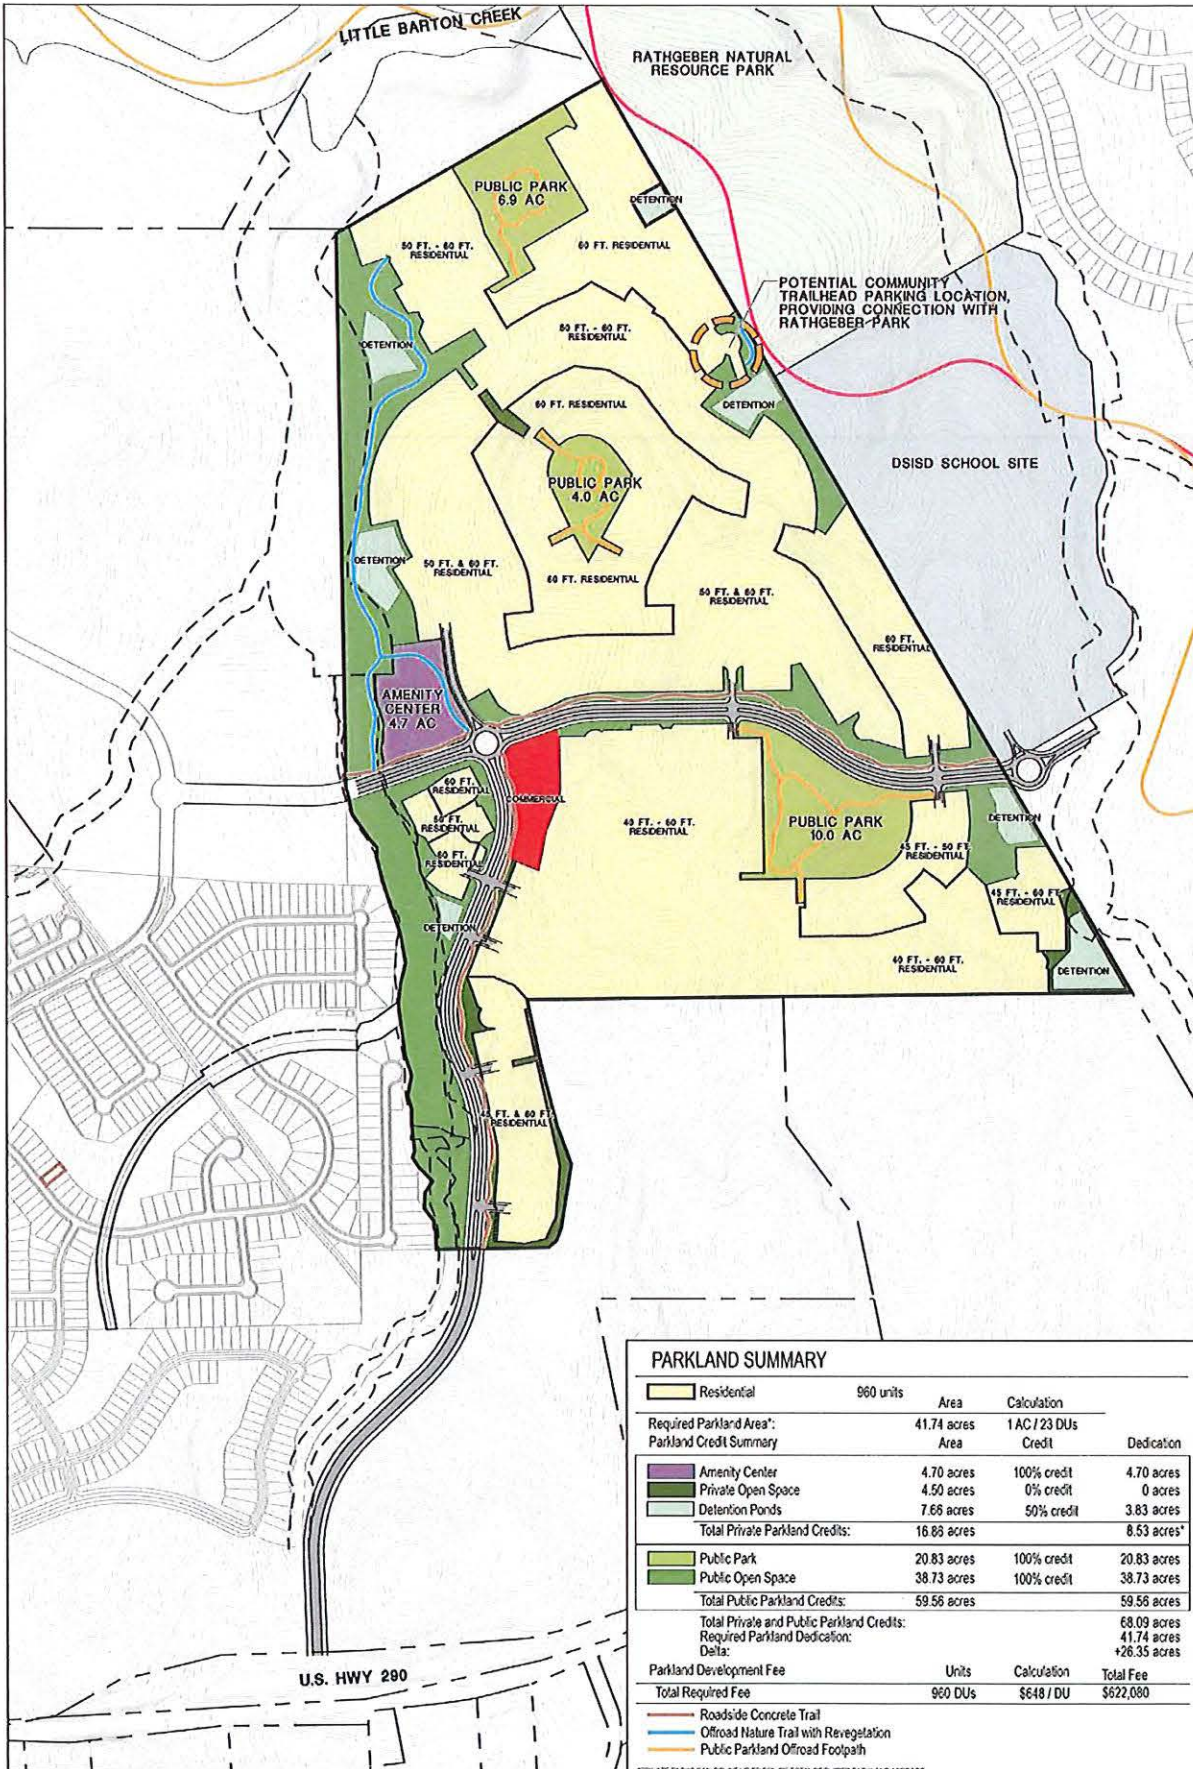 LITTLE BARTON CREEK
RATHGEBER NATURAL
RESOURCE PARK
PUBLIC PARK
6.9 AC
DETENTION
50 FT. - 60 FT.
RESIDENTIAL
60 FT. RESIDENTIAL
POTENTIAL COMMUNITY
TRAILHEAD PARKING LOCATION,
PROVIDING CONNECTION WITH
RATHGEBER PARK
50 FT. - 60 FT.
RESIDENTIAL
DETENTION
60 FT. RESIDENTIAL
DETENTION
DSISD SCHOOL SITE
PUBLIC PARK
4.0 AC
DETENTION
50 FT. & 60 FT.
RESIDENTIAL
60 FT. RESIDENTIAL
50 FT. & 60 FT.
RESIDENTIAL
60 FT.
RESIDENTIAL
AMENITY
CENTER
4.7 AC
60 FT.
RESIDENTIAL
COMMERCIAL
RESIDENTIAL
60 FT.
RESIDENTIAL
40 FT. - 60 FT.
RESIDENTIAL
PUBLIC PARK
10.0 AC
DETENTION
45 FT. - 50 FT.
RESIDENTIAL
45 FT. - 60 FT.
RESIDENTIAL
DETENTION
40 FT. - 60 FT.
RESIDENTIAL
DETENTION
45 FT. & 60 FT.
RESIDENTIAL
U.S. HWY 290
PARKLAND SUMMARY
Residential 960 units
Area Calculation
Required Parkland Area*: 41.74 acres 1 AC / 23 DUs
Parkland Credit Summary Area Credit Dedication
Amenity Center 4.70 acres 100% credit 4.70 acres
Private Open Space 4.50 acres 0% credit 0 acres
Detention Ponds 7.66 acres 50% credit 3.83 acres
Total Private Parkland Credits: 16.86 acres 8.53 acres*
Public Park 20.83 acres 100% credit 20.83 acres
Public Open Space 38.73 acres 100% credit 38.73 acres
Total Public Parkland Credits: 59.56 acres 59.56 acres
Total Private and Public Parkland Credits: 68.09 acres
Required Parkland Dedication: 41.74 acres
Delta: +26.35 acres
Parkland Development Fee Units Calculation Total Fee
Total Required Fee 960 DUs $648 / DU $622,080
Roadside Concrete Trail
Offroad Nature Trail with Revegetation
Public Parkland Offroad Footpath